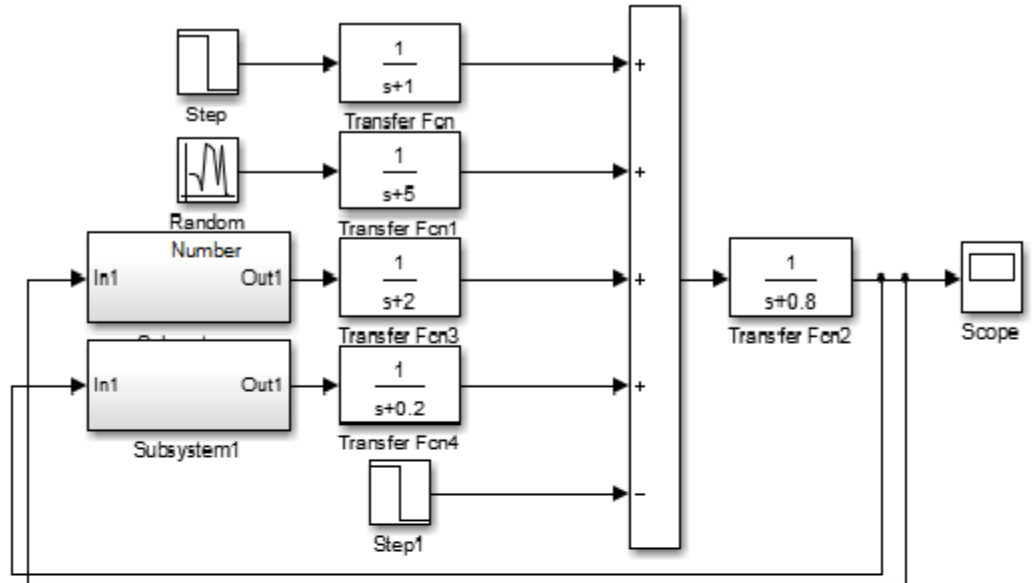 1
s+1
+
Step
Transfer Fcn
1
s+5
+
Random
Number
Transfer Fcn1
In1
Out1
1
s+2
+
1
s+0.8
Transfer Fcn3
Transfer Fcn2
Scope
In1
Out1
1
s+0.2
+
Subsystem1
Transfer Fcn4
−
Step1